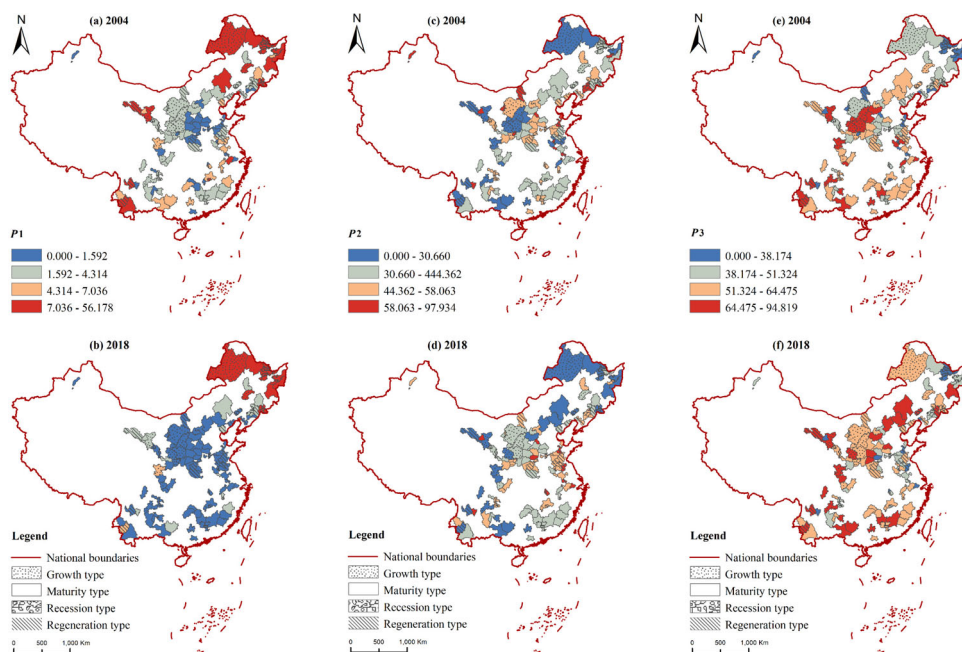 N
(a) 2004
P1
0.000 - 1.592
1.592 - 4.314
4.314 - 7.036
7.036 - 56.178
N
(c) 2004
P2
0.000 - 30.660
30.660 - 444.362
44.362 - 58.063
58.063 - 97.934
N
(e) 2004
P3
0.000 - 38.174
38.174 - 51.324
51.324 - 64.475
64.475 - 94.819
(b) 2018
Legend
National boundaries
Growth type
Maturity type
Recession type
Regeneration type
0 500 1,000 Km
(d) 2018
Legend
National boundaries
Growth type
Maturity type
Recession type
Regeneration type
0 500 1,000 Km
(f) 2018
Legend
National boundaries
Growth type
Maturity type
Recession type
Regeneration type
0 500 1,000 Km